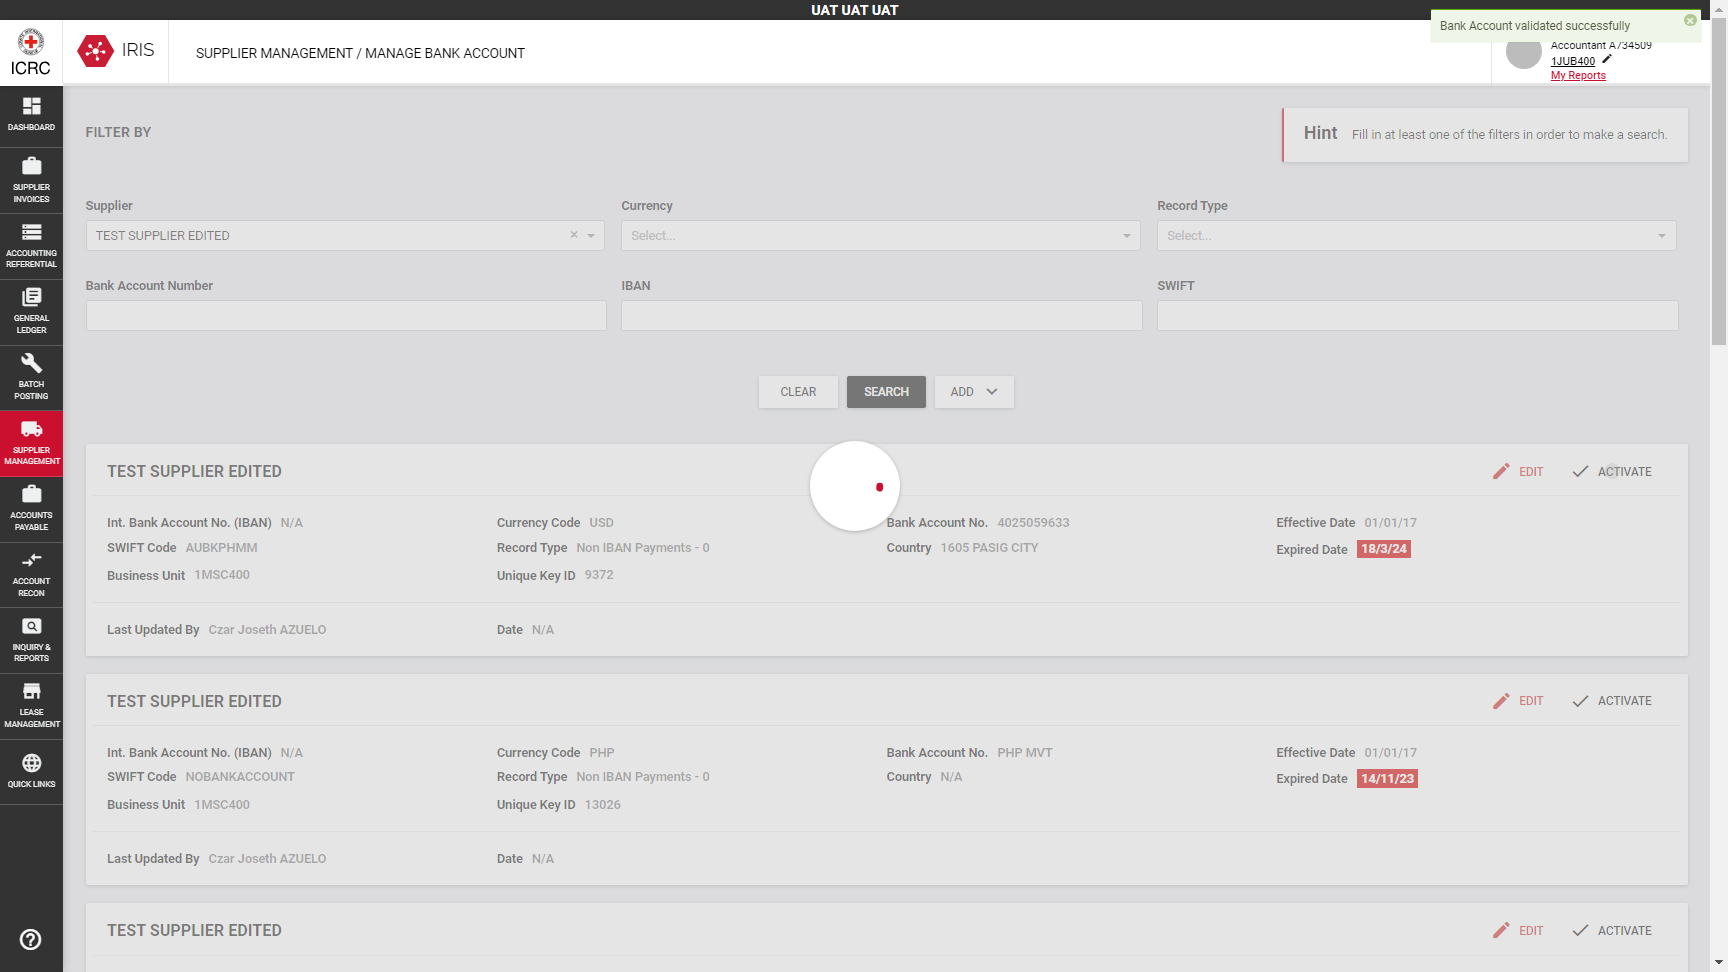 UAT UAT UAT
Bank Account validated successfully
ICRC
IRIS
SUPPLIER MANAGEMENT / MANAGE BANK ACCOUNT
Accountant A734509
1JUB400
My Reports
DASHBOARD
SUPPLIER
INVOICES
ACCOUNTING
REFERENTIAL
GENERAL
LEDGER
BATCH
POSTING
SUPPLIER
MANAGEMENT
ACCOUNTS
PAYABLE
ACCOUNT
RECON
INQUIRY &
REPORTS
LEASE
MANAGEMENT
QUICK LINKS
FILTER BY
Hint Fill in at least one of the filters in order to make a search.
Supplier Currency Record Type
TEST SUPPLIER EDITED Select... Select...
Bank Account Number IBAN SWIFT
CLEAR SEARCH ADD
TEST SUPPLIER EDITED EDIT ACTIVATE
Int. Bank Account No. (IBAN) N/A Currency Code USD Bank Account No. 4025059633 Effective Date 01/01/17
SWIFT Code AUBKPHMM Record Type Non IBAN Payments - 0 Country 1605 PASIG CITY Expired Date 18/3/24
Business Unit 1MSC400 Unique Key ID 9372
Last Updated By Czar Joseth AZUELO Date N/A
TEST SUPPLIER EDITED EDIT ACTIVATE
Int. Bank Account No. (IBAN) N/A Currency Code PHP Bank Account No. PHP MVT Effective Date 01/01/17
SWIFT Code NOBANKACCOUNT Record Type Non IBAN Payments - 0 Country N/A Expired Date 14/11/23
Business Unit 1MSC400 Unique Key ID 13026
Last Updated By Czar Joseth AZUELO Date N/A
TEST SUPPLIER EDITED EDIT ACTIVATE